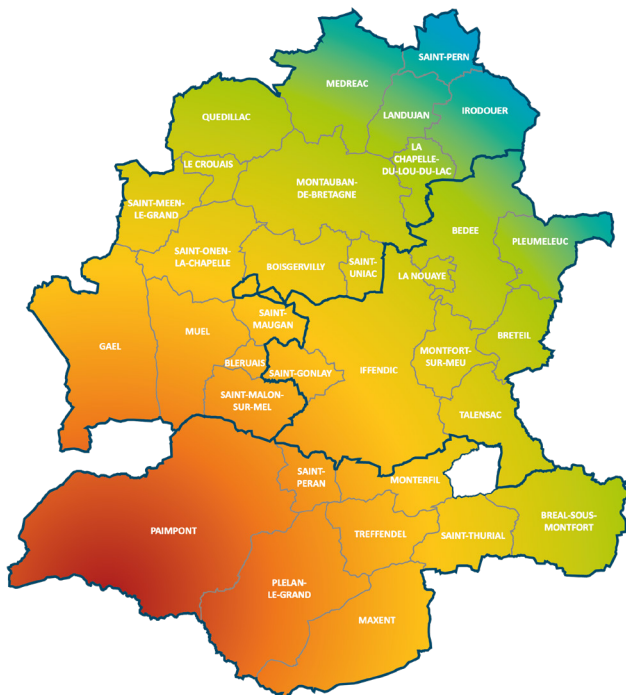 SAINT-PERN
MEDREAC
IRODOUER
LANDUJAN
QUEDILLAC
LA
CHAPELLE-
DU-LOU-DU-LAC
LE CROUAIS
MONTAUBAN-
DE-BRETAGNE
SAINT-MEEN-
LE-GRAND
BEDEE
PLEUMELEUC
SAINT-ONEN-
LA-CHAPELLE
BOISGERVILLY
SAINT-
UNIAC
LA NOUAYE
SAINT-
MAUGAN
MUEL
GAEL
BRETEIL
MONTFORT-
SUR-MEU
BLERUAIS
SAINT-GONLAY
IFFENDIC
SAINT-MALON-
SUR-MEL
TALENSAC
SAINT-
PERAN
MONTERFIL
PAIMPONT
TREFFENDEL
SAINT-THURIAL
BREAL-SOUS-
MONTFORT
PLELAN-
LE-GRAND
MAXENT